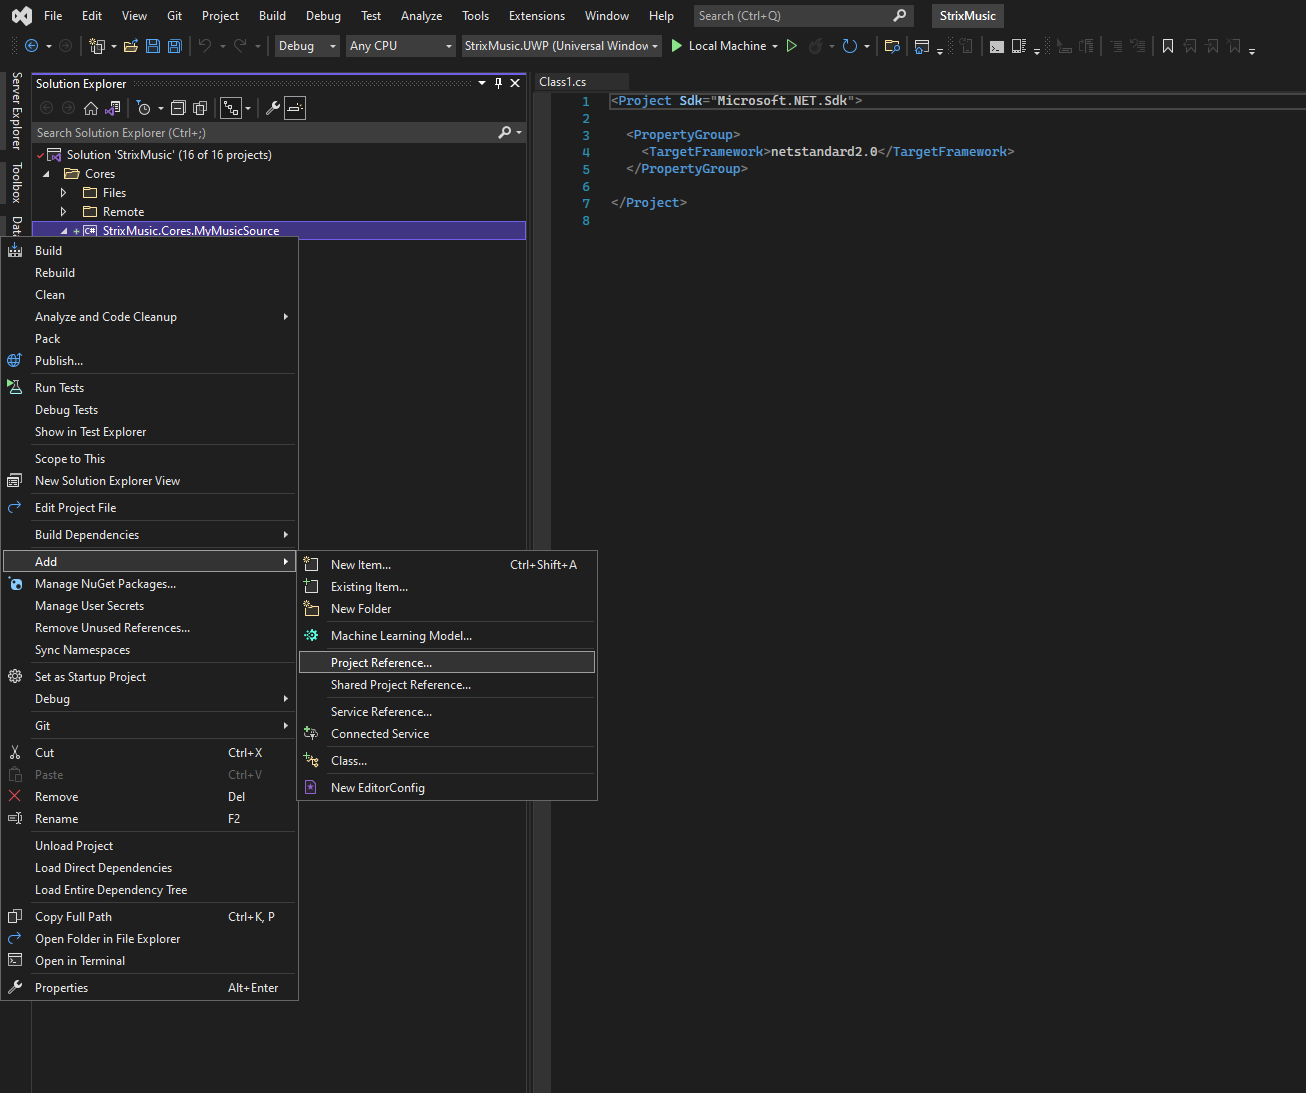 File Edit View Git Project Build Debug Test Analyze Tools Extensions Window Help Search (Ctrl+Q) StrixMusic
Debug Any CPU StrixMusic.UWP (Universal Window Local Machine
Server Explorer
Toolbox
Data
Solution Explorer
Search Solution Explorer (Ctrl+;)
Solution 'StrixMusic' (16 of 16 projects)
Cores
Files
Remote
C# StrixMusic.Cores.MyMusicSource
Build
Rebuild
Clean
Analyze and Code Cleanup
Pack
Publish...
Run Tests
Debug Tests
Show in Test Explorer
Scope to This
New Solution Explorer View
Edit Project File
Build Dependencies
Add
Manage NuGet Packages...
Manage User Secrets
Remove Unused References...
Sync Namespaces
Set as Startup Project
Debug
Git
Cut Ctrl+X
Paste Ctrl+V
Remove Del
Rename F2
Unload Project
Load Direct Dependencies
Load Entire Dependency Tree
Copy Full Path Ctrl+K, P
Open Folder in File Explorer
Open in Terminal
Properties Alt+Enter
New Item... Ctrl+Shift+A
Existing Item...
New Folder
Machine Learning Model...
Project Reference...
Shared Project Reference...
Service Reference...
Connected Service
Class...
New EditorConfig
Class1.cs
1 <Project Sdk="Microsoft.NET.Sdk">
2
3 <PropertyGroup>
4 <TargetFramework>netstandard2.0</TargetFramework>
5 </PropertyGroup>
6
7 </Project>
8